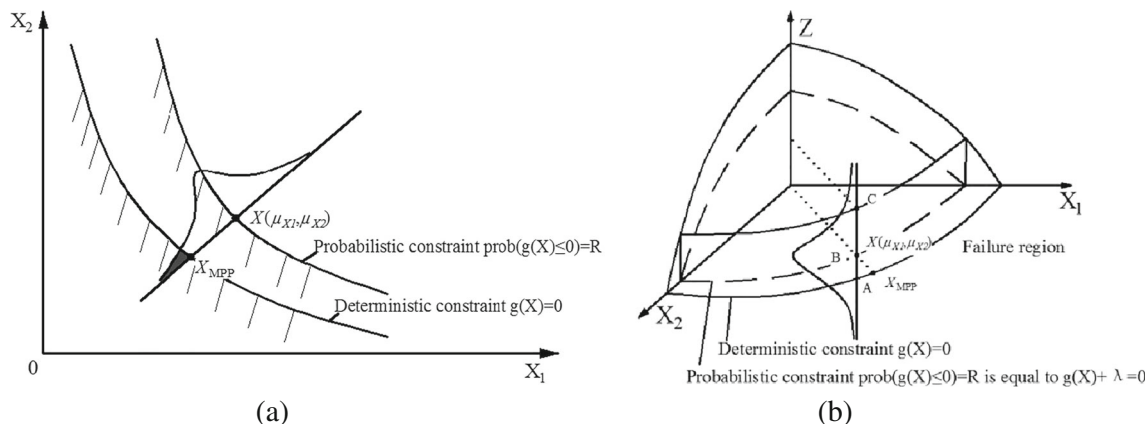 X2
X(μX1,μX2)
Probabilistic constraint prob(g(X)≤0)=R
XMPP
Deterministic constraint g(X)=0
0
X1
(a)
Z
C
X1
X(μX1,μX2)
B
Failure region
A
XMPP
X2
Deterministic constraint g(X)=0
Probabilistic constraint prob(g(X)≤0)=R is equal to g(X)+ λ=0
(b)